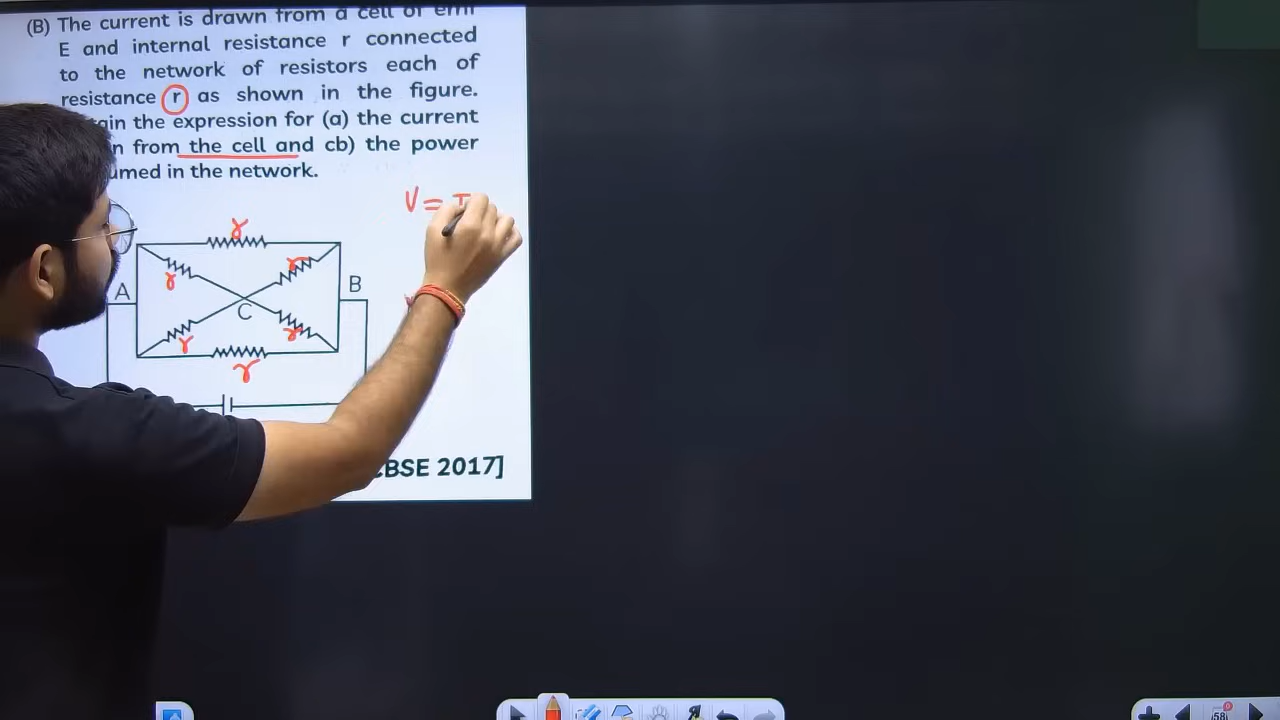 (B) The current is drawn from a cell of emf
E and internal resistance r connected
to the network of resistors each of
resistance r as shown in the figure.
the expression for (a) the current
from the cell and cb) the power
in the network.
V = I
r
r
r
A
B
C
r
r
r
BSE 2017]
58